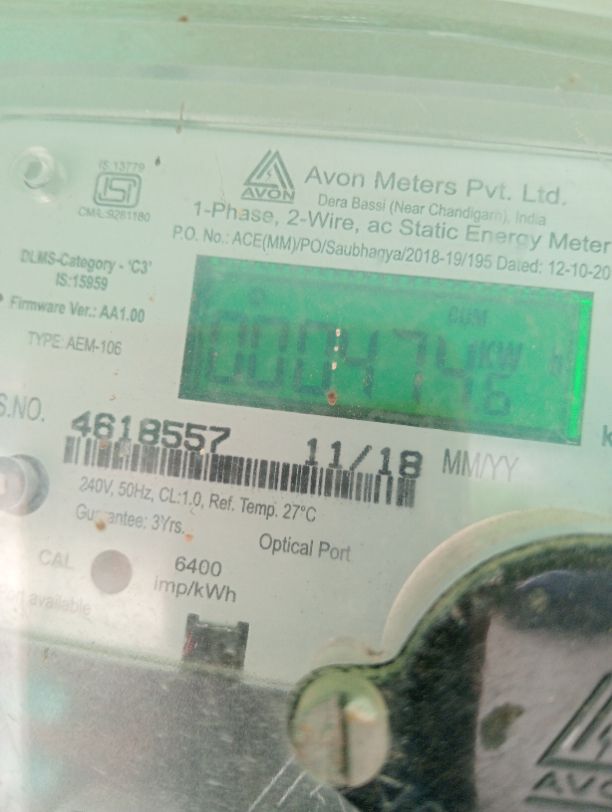 IS:13779
ISI
CM/L:9281180
AVON
Avon Meters Pvt. Ltd.
Dera Bassi (Near Chandigarh), India
1-Phase, 2-Wire, ac Static Energy Meter
P.O. No.: ACE(MM)/PO/Saubhagya/2018-19/195 Dated: 12-10-20
DLMS-Category - 'C3'
IS:15959
Firmware Ver.: AA1.00
TYPE: AEM-106
CUM
KW
S.NO. 4618557 11/18 MM/YY
240V, 50Hz, CL:1.0, Ref. Temp. 27°C
Guarantee: 3Yrs.
Optical Port
CAL
6400
imp/kWh
available
AVON